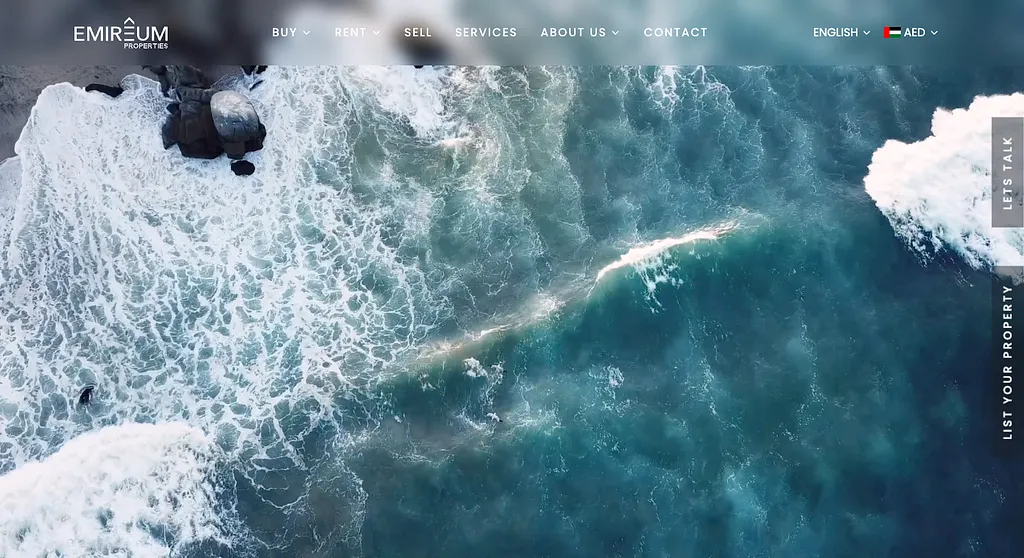 EMIREUM
PROPERTIES
BUY
RENT
SELL
SERVICES
ABOUT US
CONTACT
ENGLISH
AED
LETS TALK
LIST YOUR PROPERTY